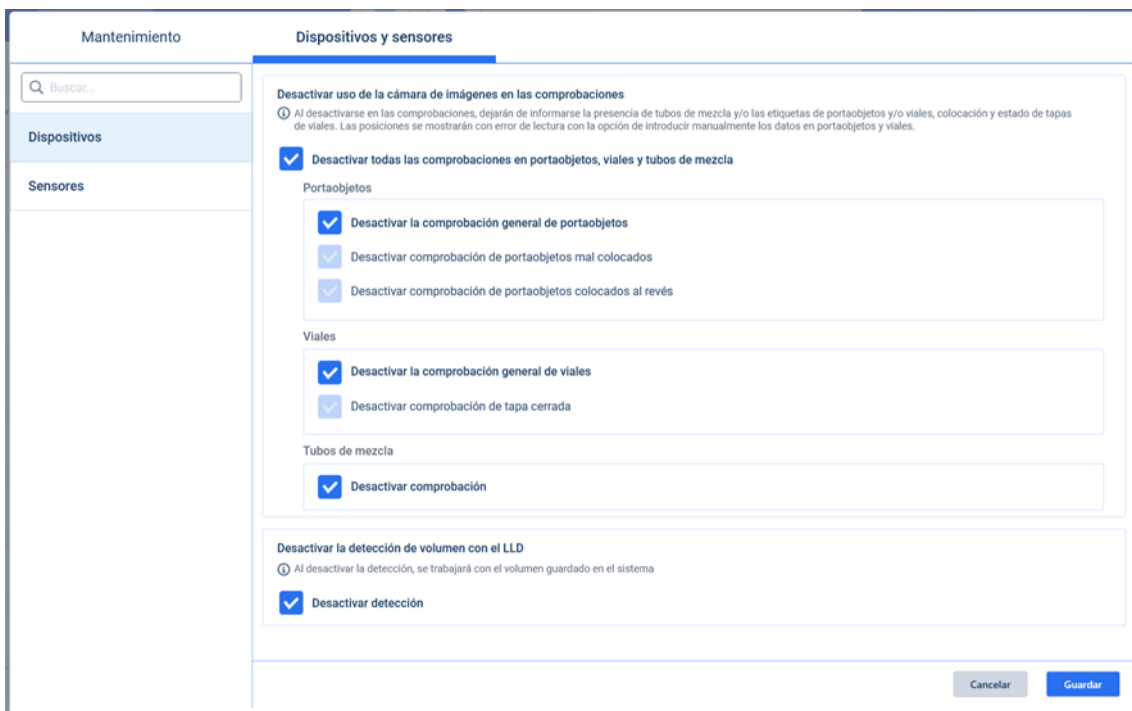 Mantenimiento
Dispositivos y sensores
Buscar...
Dispositivos
Sensores
Desactivar uso de la cámara de imágenes en las comprobaciones
Al desactivarse en las comprobaciones, dejarán de informarse la presencia de tubos de mezcla y/o las etiquetas de portaobjetos y/o viales, colocación y estado de tapas
de viales. Las posiciones se mostrarán con error de lectura con la opción de introducir manualmente los datos en portaobjetos y viales.
Desactivar todas las comprobaciones en portaobjetos, viales y tubos de mezcla
Portaobjetos
Desactivar la comprobación general de portaobjetos
Desactivar comprobación de portaobjetos mal colocados
Desactivar comprobación de portaobjetos colocados al revés
Viales
Desactivar la comprobación general de viales
Desactivar comprobación de tapa cerrada
Tubos de mezcla
Desactivar comprobación
Desactivar la detección de volumen con el LLD
Al desactivar la detección, se trabajará con el volumen guardado en el sistema
Desactivar detección
Cancelar
Guardar